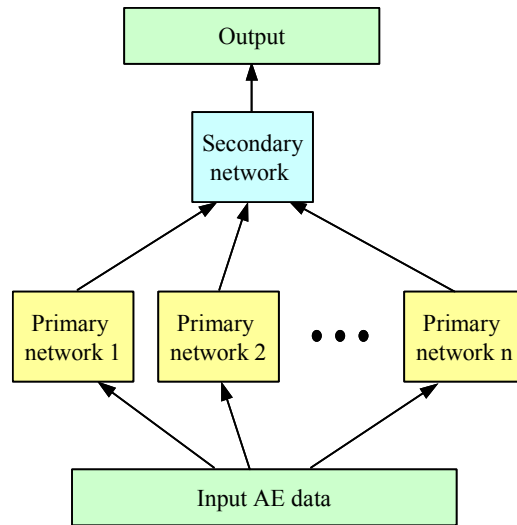 Output
Secondary
network
Primary
network 1
Primary
network 2
Primary
network n
Input AE data